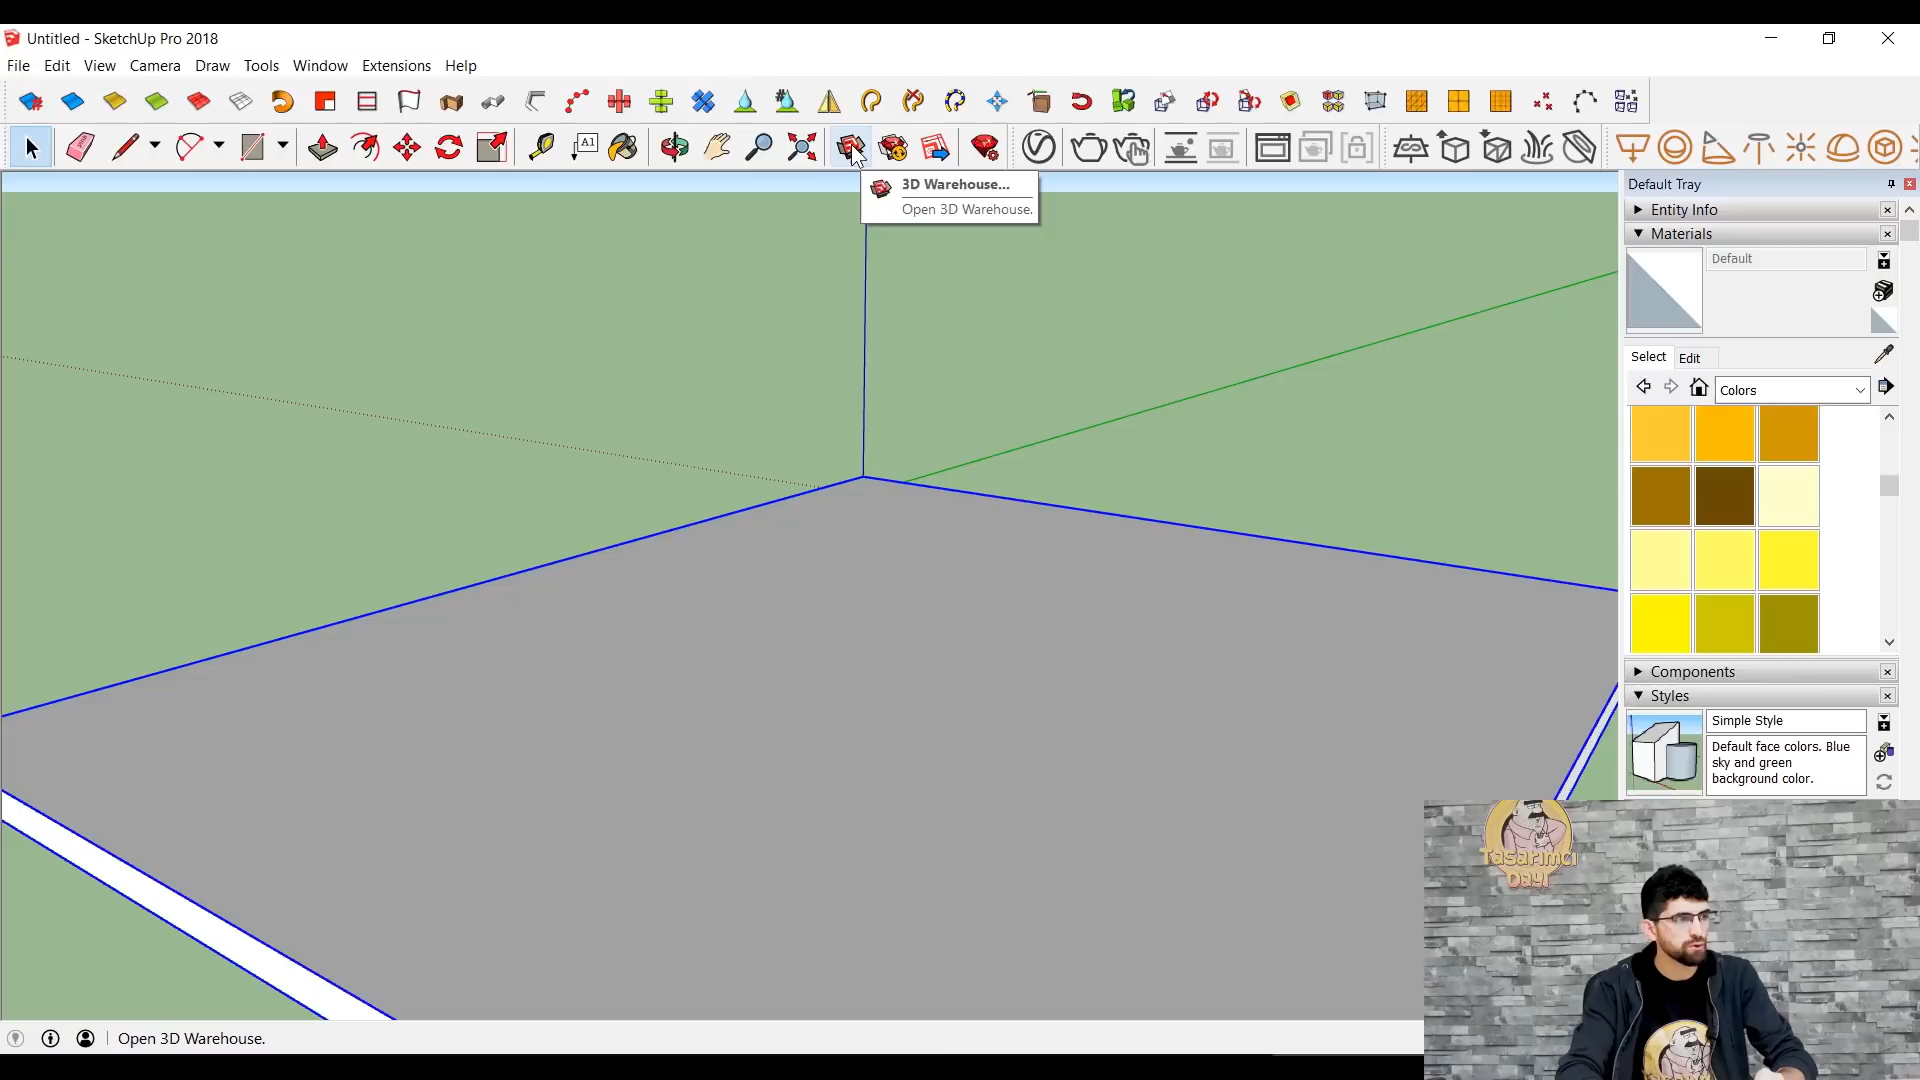 Untitled - SketchUp Pro 2018
File Edit View Camera Draw Tools Window Extensions Help
A1
3D Warehouse...
Open 3D Warehouse.
Default Tray
Entity Info
Materials
Default
Select Edit
Colors
Components
Styles
Simple Style
Default face colors. Blue
sky and green
background color.
Tasarımcı
Dayı
Open 3D Warehouse.